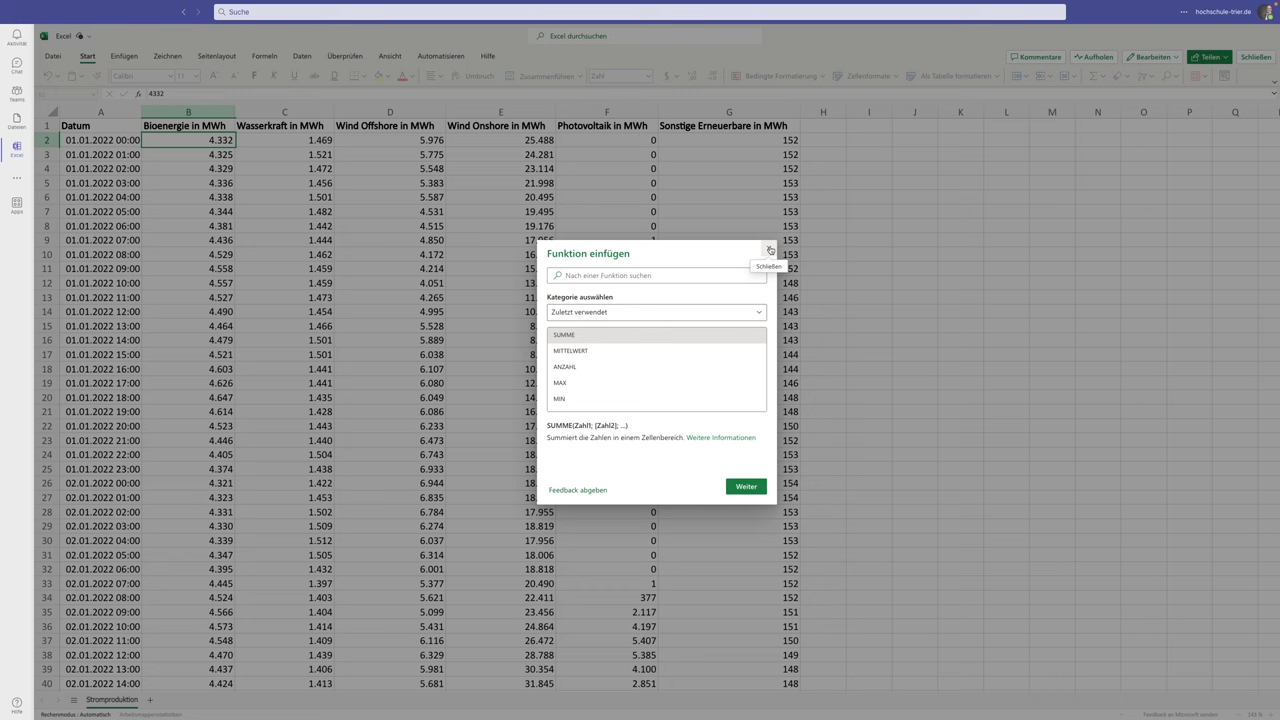 Suche
hochschule-trier.de
Aktivität
Chat
Teams
Dateien
Excel
Apps
Hilfe
Excel
Excel durchsuchen
Datei Start Einfügen Zeichnen Seitenlayout Formeln Daten Überprüfen Ansicht Automatisieren Hilfe
Kommentare Aufholen Bearbeiten Teilen Schließen
Calibri 11 F K U ab Umbruch Zusammenführen Zahl Bedingte Formatierung Zellenformate Als Tabelle formatieren
B2 fx 4332
A B C D E F G H I J K L M N O P Q
1 Datum Bioenergie in MWh Wasserkraft in MWh Wind Offshore in MWh Wind Onshore in MWh Photovoltaik in MWh Sonstige Erneuerbare in MWh
2 01.01.2022 00:00 4.332 1.469 5.976 25.488 0 152
3 01.01.2022 01:00 4.325 1.521 5.775 24.281 0 152
4 01.01.2022 02:00 4.329 1.472 5.548 23.114 0 152
5 01.01.2022 03:00 4.336 1.456 5.383 21.998 0 153
6 01.01.2022 04:00 4.338 1.501 5.587 20.495 0 153
7 01.01.2022 05:00 4.344 1.482 4.531 19.495 0 153
8 01.01.2022 06:00 4.381 1.442 4.515 19.176 0 153
9 01.01.2022 07:00 4.436 1.444 4.850 153
10 01.01.2022 08:00 4.490 1.458 4.172 16. 153
11 01.01.2022 09:00 4.558 1.459 4.214 15. 52
12 01.01.2022 10:00 4.557 1.459 4.271 16. 148
13 01.01.2022 11:00 4.527 1.473 4.265 11. 146
14 01.01.2022 12:00 4.490 1.454 4.995 10. 143
15 01.01.2022 13:00 4.464 1.466 5.528 8. 143
16 01.01.2022 14:00 4.479 1.501 5.889 8. 143
17 01.01.2022 15:00 4.521 1.501 6.038 8. 144
18 01.01.2022 16:00 4.603 1.441 6.107 10. 144
19 01.01.2022 17:00 4.626 1.441 6.080 12. 146
20 01.01.2022 18:00 4.647 1.435 6.045 14. 148
21 01.01.2022 19:00 4.614 1.428 6.086 16. 148
22 01.01.2022 20:00 4.527 1.435 6.240 17. 150
23 01.01.2022 21:00 4.446 1.440 6.473 18. 151
24 01.01.2022 22:00 4.405 1.504 6.737 18. 152
25 01.01.2022 23:00 4.374 1.438 6.933 18. 153
26 02.01.2022 00:00 4.321 1.422 6.944 18. 154
27 02.01.2022 01:00 4.323 1.453 6.835 18. 154
28 02.01.2022 02:00 4.331 1.502 6.784 17.955 0 153
29 02.01.2022 03:00 4.330 1.509 6.274 18.819 0 153
30 02.01.2022 04:00 4.339 1.512 6.037 17.956 0 153
31 02.01.2022 05:00 4.347 1.505 6.314 18.006 0 152
32 02.01.2022 06:00 4.395 1.432 6.001 18.818 0 152
33 02.01.2022 07:00 4.445 1.397 5.377 20.490 1 152
34 02.01.2022 08:00 4.524 1.403 5.621 22.411 377 152
35 02.01.2022 09:00 4.566 1.404 5.099 23.456 2.117 151
36 02.01.2022 10:00 4.573 1.414 5.431 24.864 4.197 151
37 02.01.2022 11:00 4.548 1.409 6.116 26.472 5.407 150
38 02.01.2022 12:00 4.470 1.439 6.329 28.788 5.385 149
39 02.01.2022 13:00 4.437 1.406 5.981 30.354 4.100 148
40 02.01.2022 14:00 4.424 1.413 5.681 31.845 2.851 148
Funktion einfügen
Schließen
Nach einer Funktion suchen
Kategorie auswählen
Zuletzt verwendet
SUMME
MITTELWERT
ANZAHL
MAX
MIN
SUMME(Zahl1; [Zahl2]; ...)
Summiert die Zahlen in einem Zellenbereich. Weitere Informationen
Feedback abgeben
Weiter
Stromproduktion
Rechenmodus: Automatisch Arbeitsmappenstatistiken
Feedback an Microsoft senden